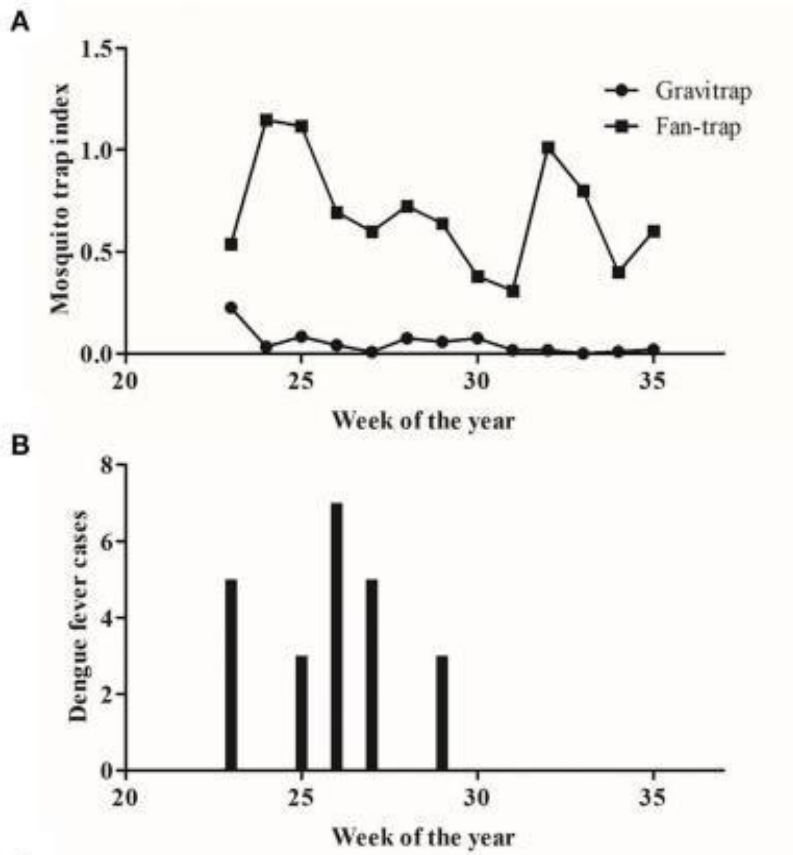 A
1.5
1.0
0.5
0.0
Mosquito trap index
Gravitrap
Fan-trap
20 25 30 35
Week of the year
B
8
6
4
2
0
Dengue fever cases
20 25 30 35
Week of the year